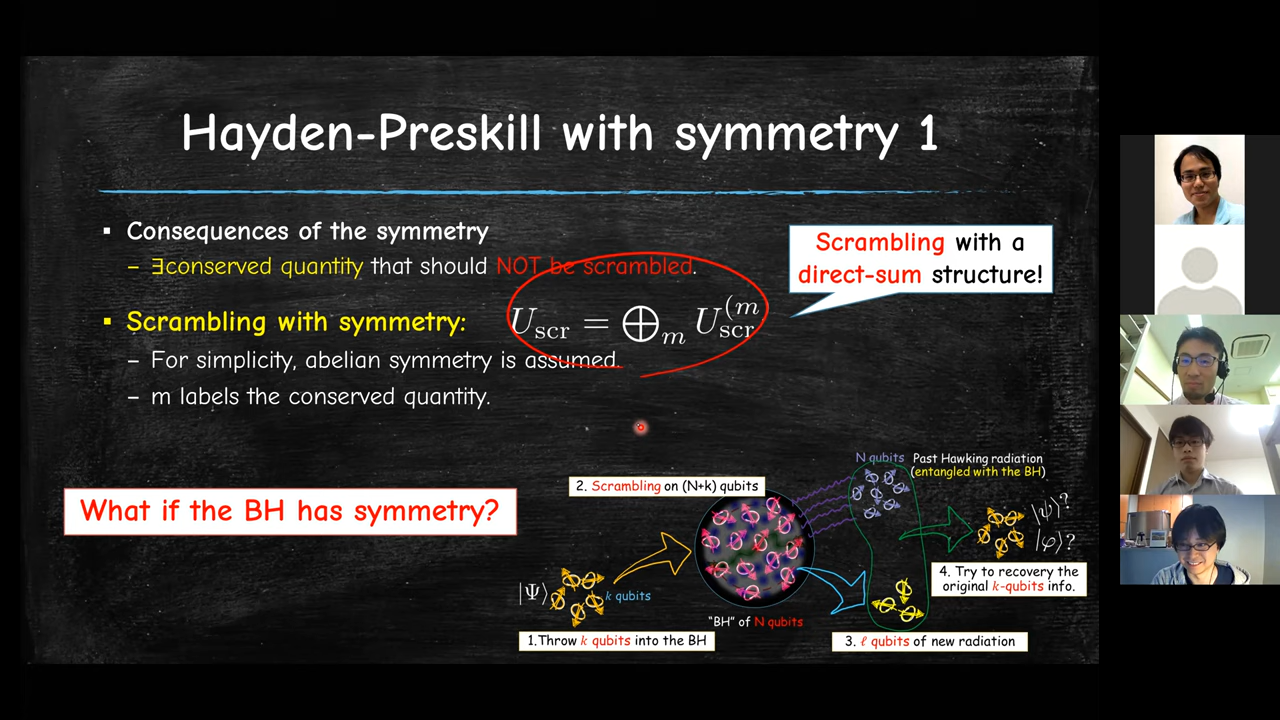 Hayden-Preskill with symmetry 1
▪ Consequences of the symmetry
– ∃conserved quantity that should NOT be scrambled.
▪ Scrambling with symmetry:
U_scr = ⊕_m U_scr^(m
– For simplicity, abelian symmetry is assumed.
– m labels the conserved quantity.
Scrambling with a
direct-sum structure!
What if the BH has symmetry?
N qubits
Past Hawking radiation
(entangled with the BH)
2. Scrambling on (N+k) qubits
|ψ⟩?
|φ⟩?
4. Try to recovery the
original k-qubits info.
|Ψ⟩
k qubits
"BH" of N qubits
1.Throw k qubits into the BH
3. ℓ qubits of new radiation